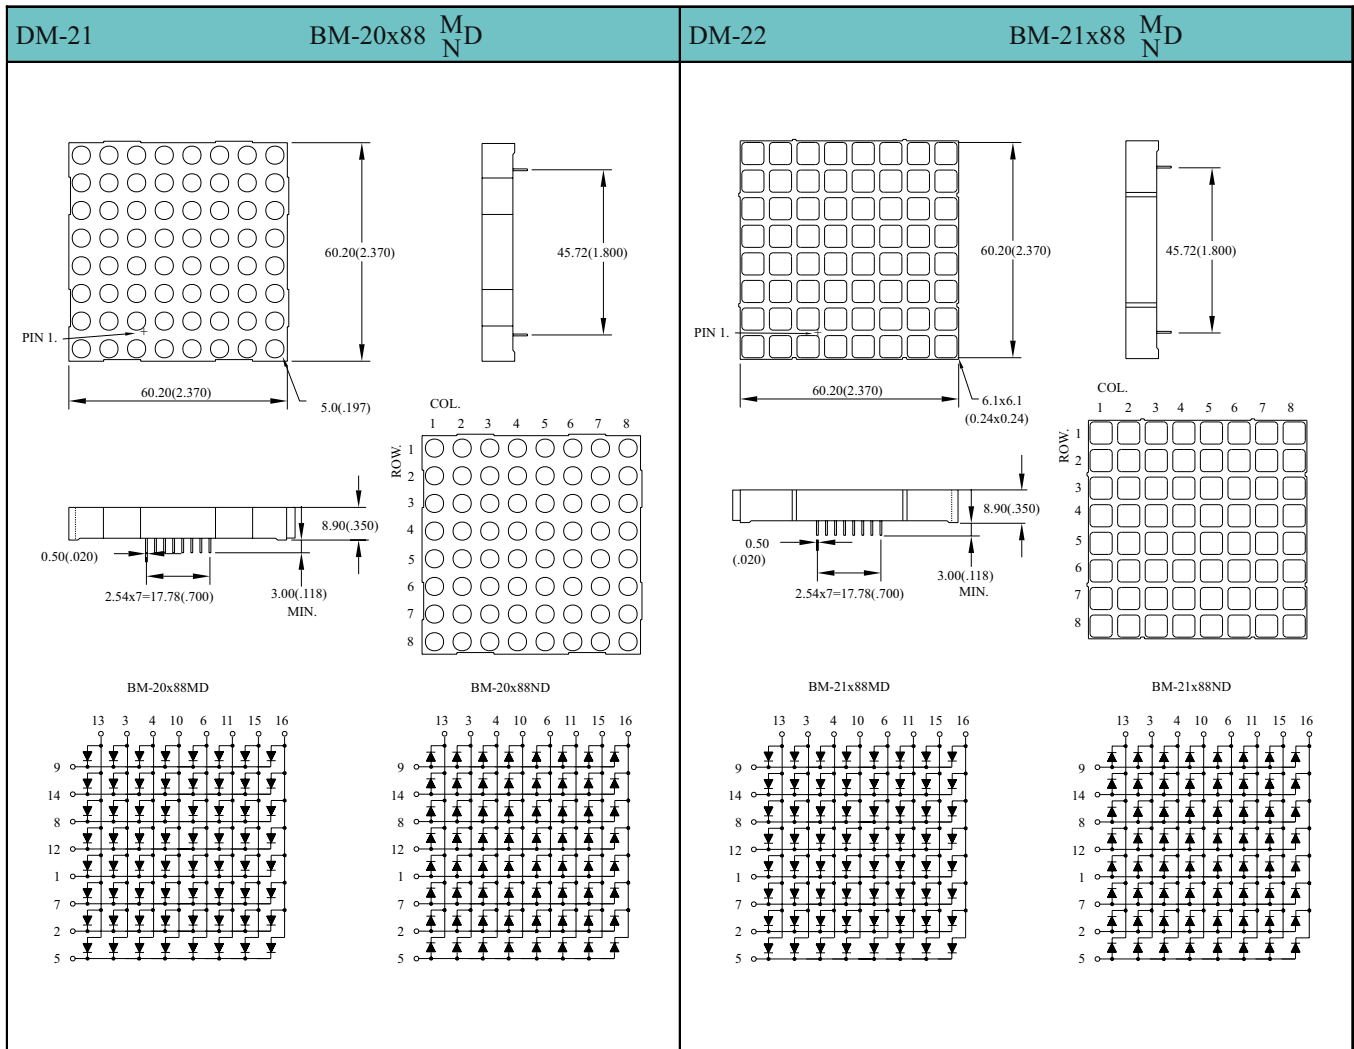 DM-21 BM-20x88 M/N D
DM-22 BM-21x88 M/N D
60.20(2.370)
45.72(1.800)
PIN 1.
60.20(2.370)
5.0(.197)
COL.
1 2 3 4 5 6 7 8
ROW.
1
2
3
4
5
6
7
8
8.90(.350)
0.50(.020)
2.54x7=17.78(.700)
3.00(.118)
MIN.
BM-20x88MD
13 3 4 10 6 11 15 16
9
14
8
12
1
7
2
5
BM-20x88ND
13 3 4 10 6 11 15 16
9
14
8
12
1
7
2
5
60.20(2.370)
45.72(1.800)
PIN 1.
60.20(2.370)
6.1x6.1
(0.24x0.24)
COL.
1 2 3 4 5 6 7 8
ROW.
1
2
3
4
5
6
7
8
8.90(.350)
0.50
(.020)
2.54x7=17.78(.700)
3.00(.118)
MIN.
BM-21x88MD
13 3 4 10 6 11 15 16
9
14
8
12
1
7
2
5
BM-21x88ND
13 3 4 10 6 11 15 16
9
14
8
12
1
7
2
5